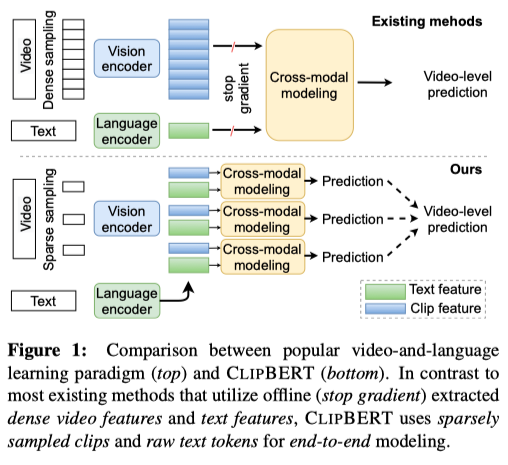 Existing mehods
Video
Dense sampling
Vision
encoder
stop
gradient
Cross-modal
modeling
Video-level
prediction
Text
Language
encoder
Ours
Video
Sparse sampling
Vision
encoder
Cross-modal
modeling
Prediction
Cross-modal
modeling
Prediction
Cross-modal
modeling
Prediction
Video-level
prediction
Text
Language
encoder
Text feature
Clip feature
Figure 1: Comparison between popular video-and-language
learning paradigm (top) and CLIPBERT (bottom). In contrast to
most existing methods that utilize offline (stop gradient) extracted
dense video features and text features, CLIPBERT uses sparsely
sampled clips and raw text tokens for end-to-end modeling.